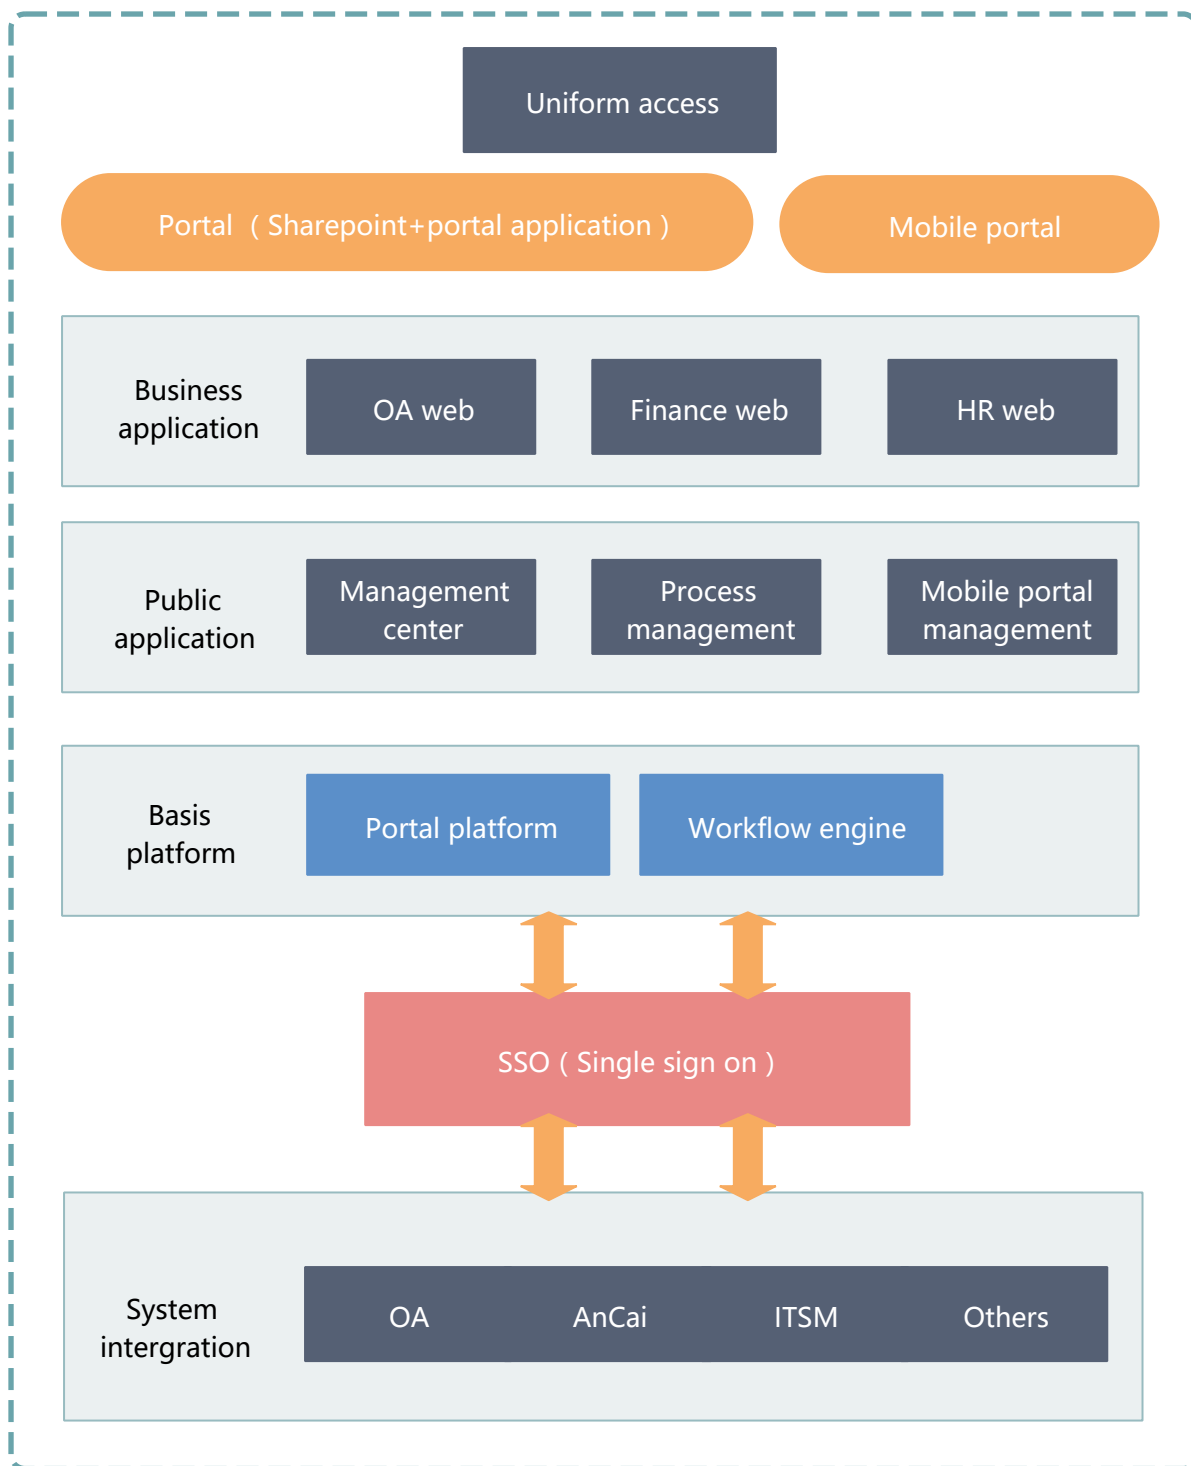 Uniform access
Portal ( Sharepoint+portal application )
Mobile portal
Business
application
OA web
Finance web
HR web
Public
application
Management
center
Process
management
Mobile portal
management
Basis
platform
Portal platform
Workflow engine
SSO ( Single sign on )
System
intergration
OA
AnCai
ITSM
Others